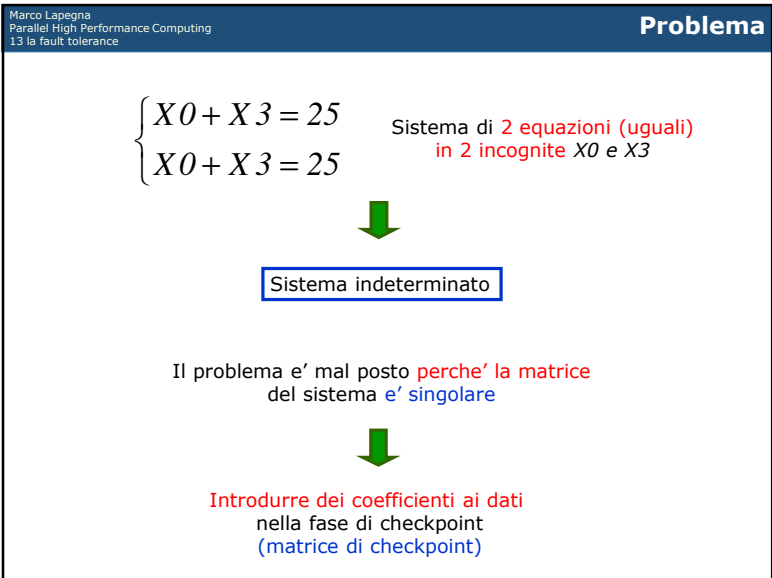 Marco Lapegna
Parallel High Performance Computing
13 la fault tolerance
Problema
X0 + X3 = 25
X0 + X3 = 25
Sistema di 2 equazioni (uguali)
in 2 incognite X0 e X3
Sistema indeterminato
Il problema e' mal posto perche' la matrice
del sistema e' singolare
Introdurre dei coefficienti ai dati
nella fase di checkpoint
(matrice di checkpoint)